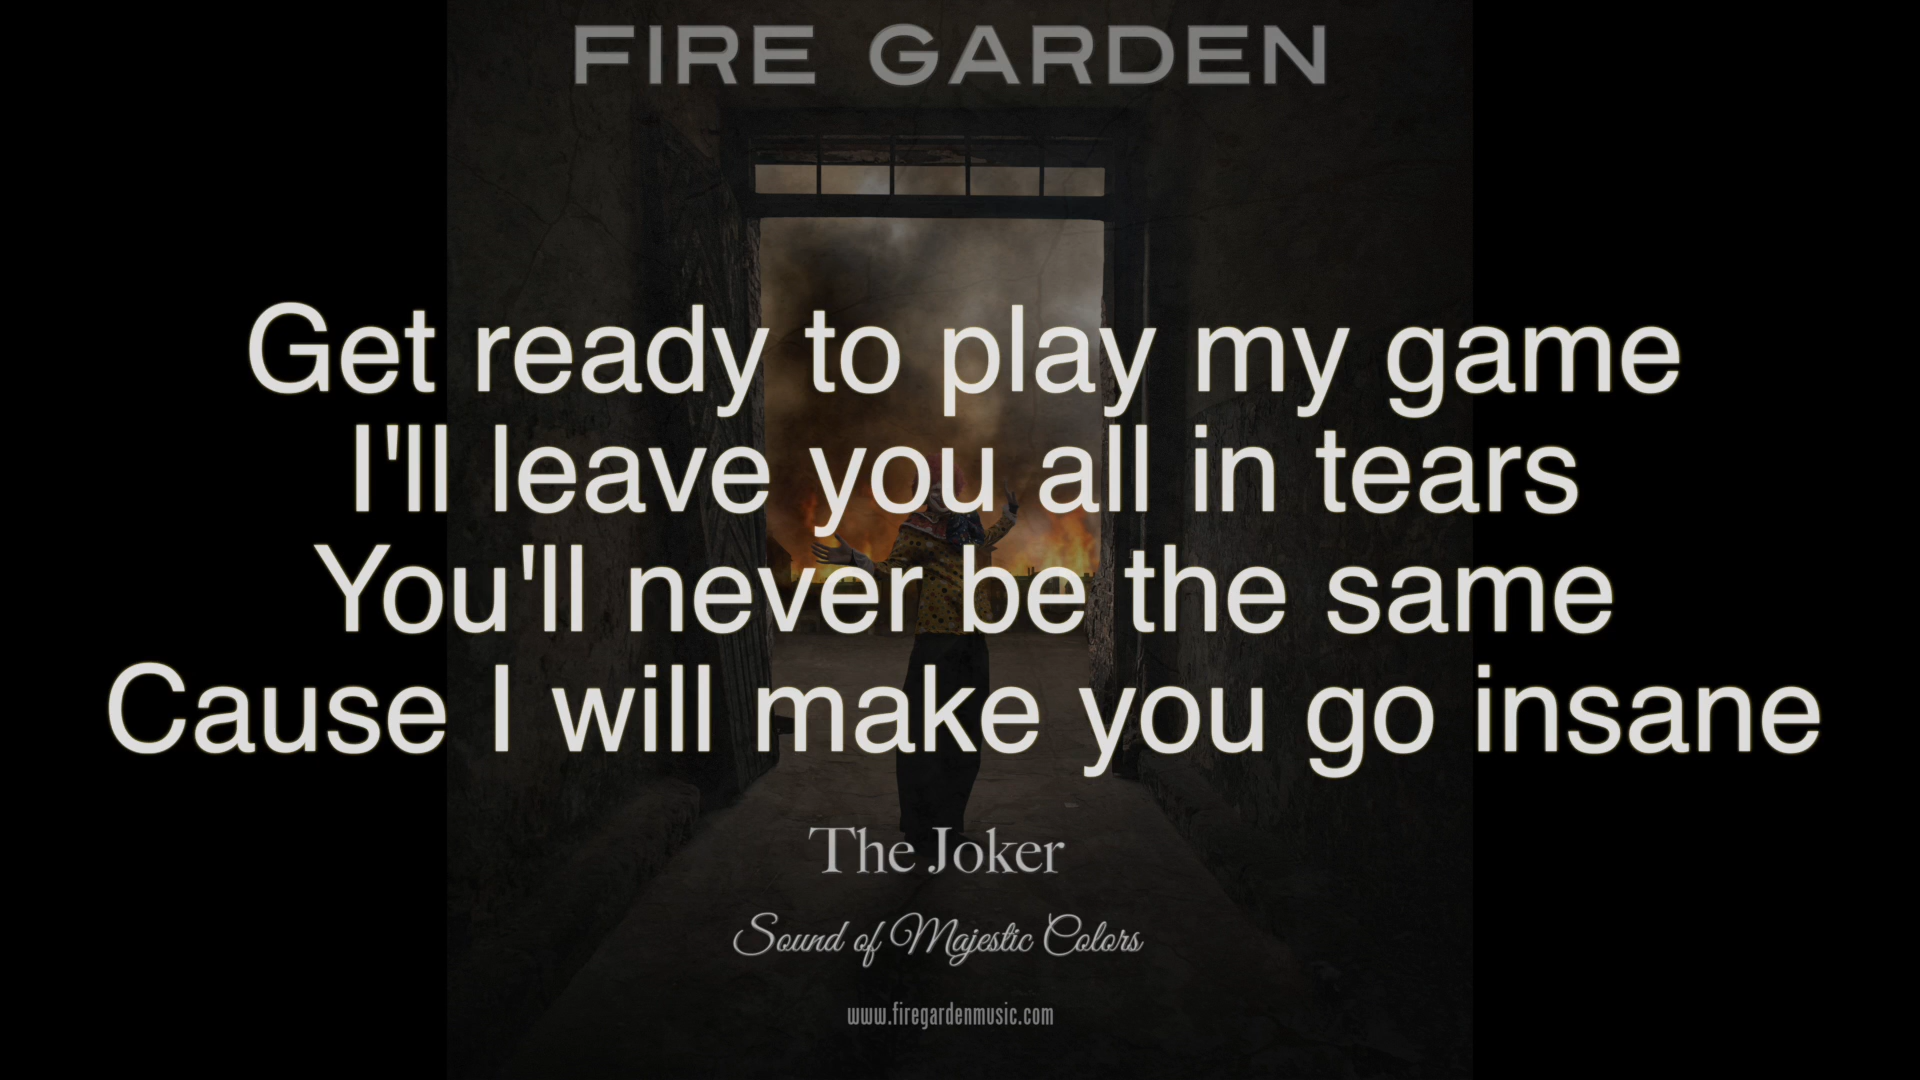 FIRE GARDEN
Get ready to play my game
I'll leave you all in tears
You'll never be the same
Cause I will make you go insane
The Joker
Sound of Majestic Colors
www.firegardenmusic.com